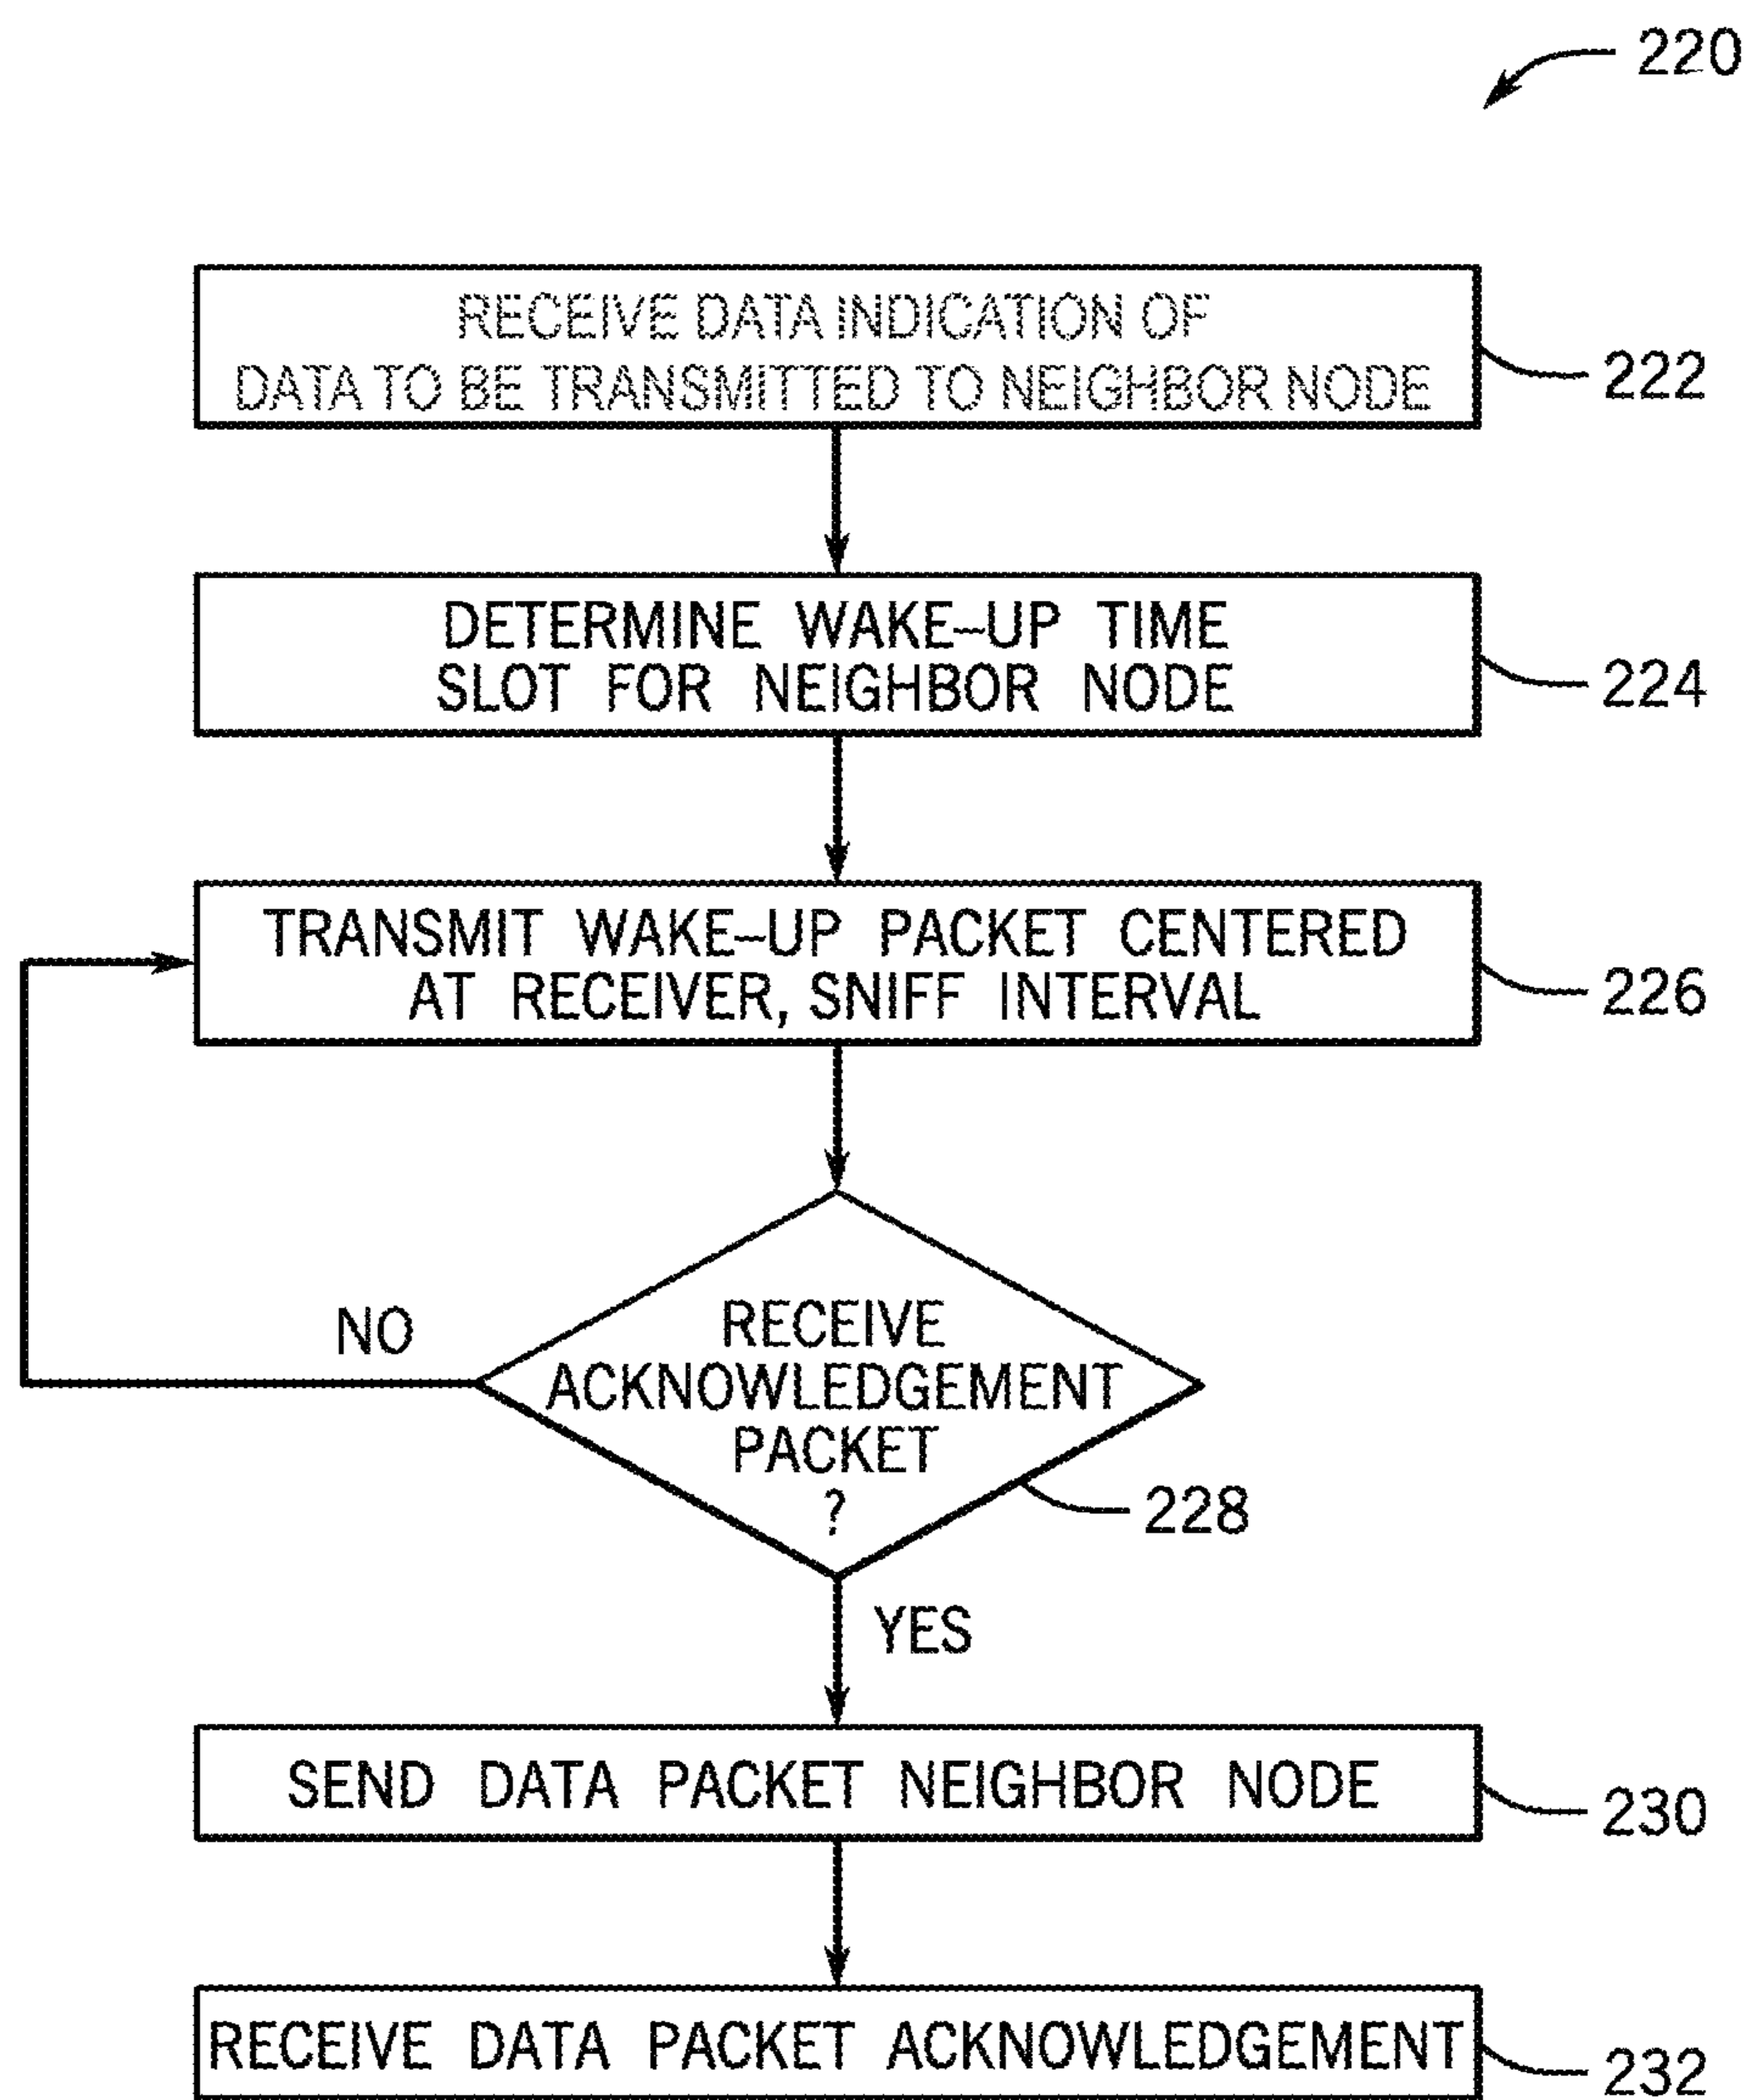 220
RECEIVE DATA INDICATION OF
DATA TO BE TRANSMITTED TO NEIGHBOR NODE
222
DETERMINE WAKE-UP TIME
SLOT FOR NEIGHBOR NODE
224
TRANSMIT WAKE-UP PACKET CENTERED
AT RECEIVER, SNIFF INTERVAL
226
NO
RECEIVE
ACKNOWLEDGEMENT
PACKET
?
228
YES
SEND DATA PACKET NEIGHBOR NODE
230
RECEIVE DATA PACKET ACKNOWLEDGEMENT
232